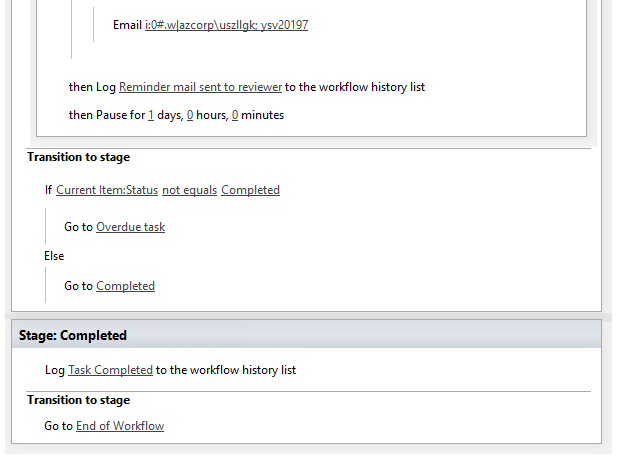 Email i:0#.w|azcorp\uszllgk; ysv20197
then Log Reminder mail sent to reviewer to the workflow history list
then Pause for 1 days, 0 hours, 0 minutes
Transition to stage
If Current Item:Status not equals Completed
Go to Overdue task
Else
Go to Completed
Stage: Completed
Log Task Completed to the workflow history list
Transition to stage
Go to End of Workflow